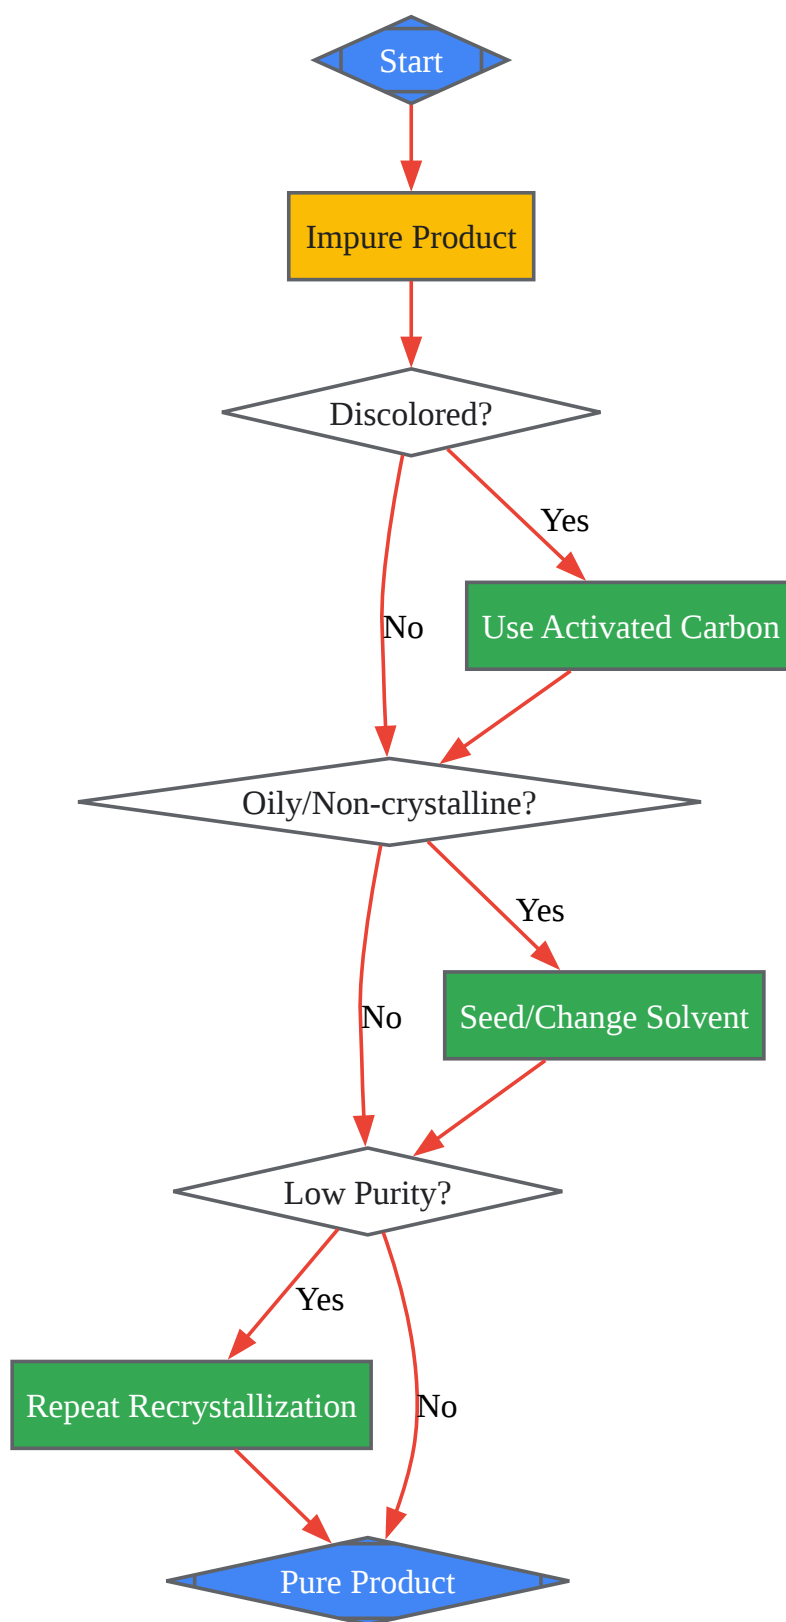 Start
Impure Product
Discolored?
Yes
No
Use Activated Carbon
Oily/Non-crystalline?
Yes
No
Seed/Change Solvent
Low Purity?
Yes
Repeat Recrystallization
No
Pure Product